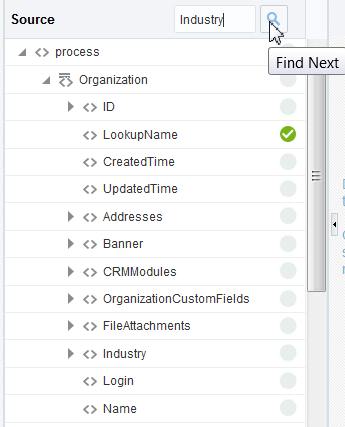 Source
Industry
Find Next
process
Organization
ID
LookupName
CreatedTime
UpdatedTime
Addresses
Banner
CRMModules
OrganizationCustomFields
FileAttachments
Industry
Login
Name